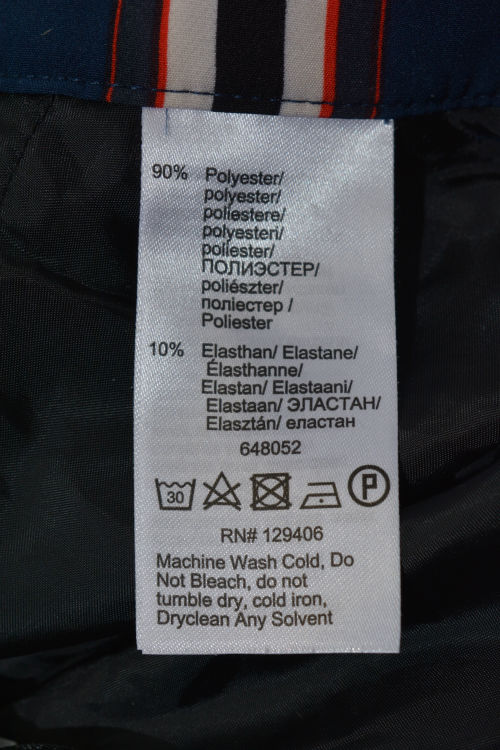 90% Polyester/
polyester/
poliestere/
polyesteri/
poliester/
ПОЛИЭСТЕР/
poliészter/
поліестер /
Poliester
10% Elasthan/ Elastane/
Élasthanne/
Elastan/ Elastaani/
Elastaan/ ЭЛАСТАН/
Elasztán/ еластан
648052
30 P
RN# 129406
Machine Wash Cold, Do
Not Bleach, do not
tumble dry, cold iron,
Dryclean Any Solvent